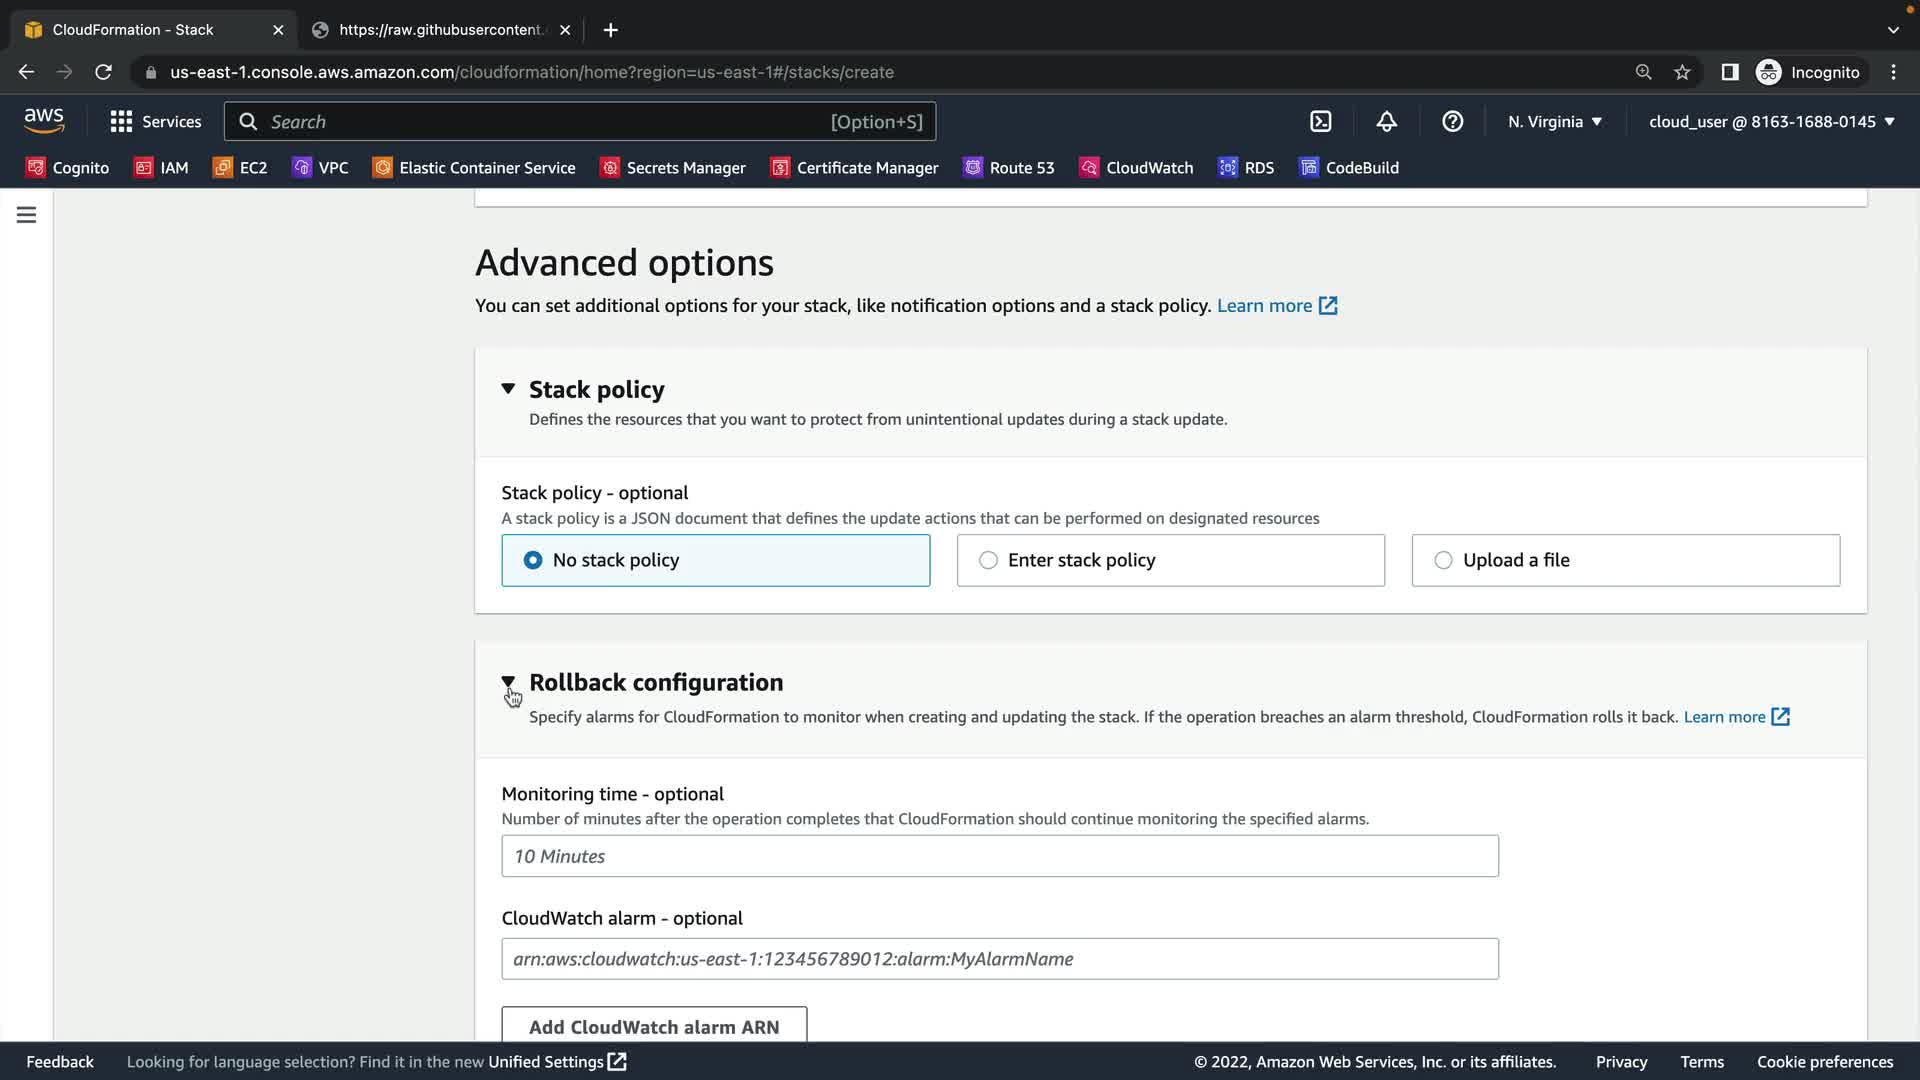 CloudFormation - Stack
https://raw.githubusercontent.
us-east-1.console.aws.amazon.com/cloudformation/home?region=us-east-1#/stacks/create
Incognito
aws
Services
Search
[Option+S]
N. Virginia
cloud_user @ 8163-1688-0145
Cognito
IAM
EC2
VPC
Elastic Container Service
Secrets Manager
Certificate Manager
Route 53
CloudWatch
RDS
CodeBuild
Advanced options
You can set additional options for your stack, like notification options and a stack policy. Learn more
Stack policy
Defines the resources that you want to protect from unintentional updates during a stack update.
Stack policy - optional
A stack policy is a JSON document that defines the update actions that can be performed on designated resources
No stack policy
Enter stack policy
Upload a file
Rollback configuration
Specify alarms for CloudFormation to monitor when creating and updating the stack. If the operation breaches an alarm threshold, CloudFormation rolls it back. Learn more
Monitoring time - optional
Number of minutes after the operation completes that CloudFormation should continue monitoring the specified alarms.
10 Minutes
CloudWatch alarm - optional
arn:aws:cloudwatch:us-east-1:123456789012:alarm:MyAlarmName
Add CloudWatch alarm ARN
Feedback
Looking for language selection? Find it in the new Unified Settings
© 2022, Amazon Web Services, Inc. or its affiliates.
Privacy
Terms
Cookie preferences